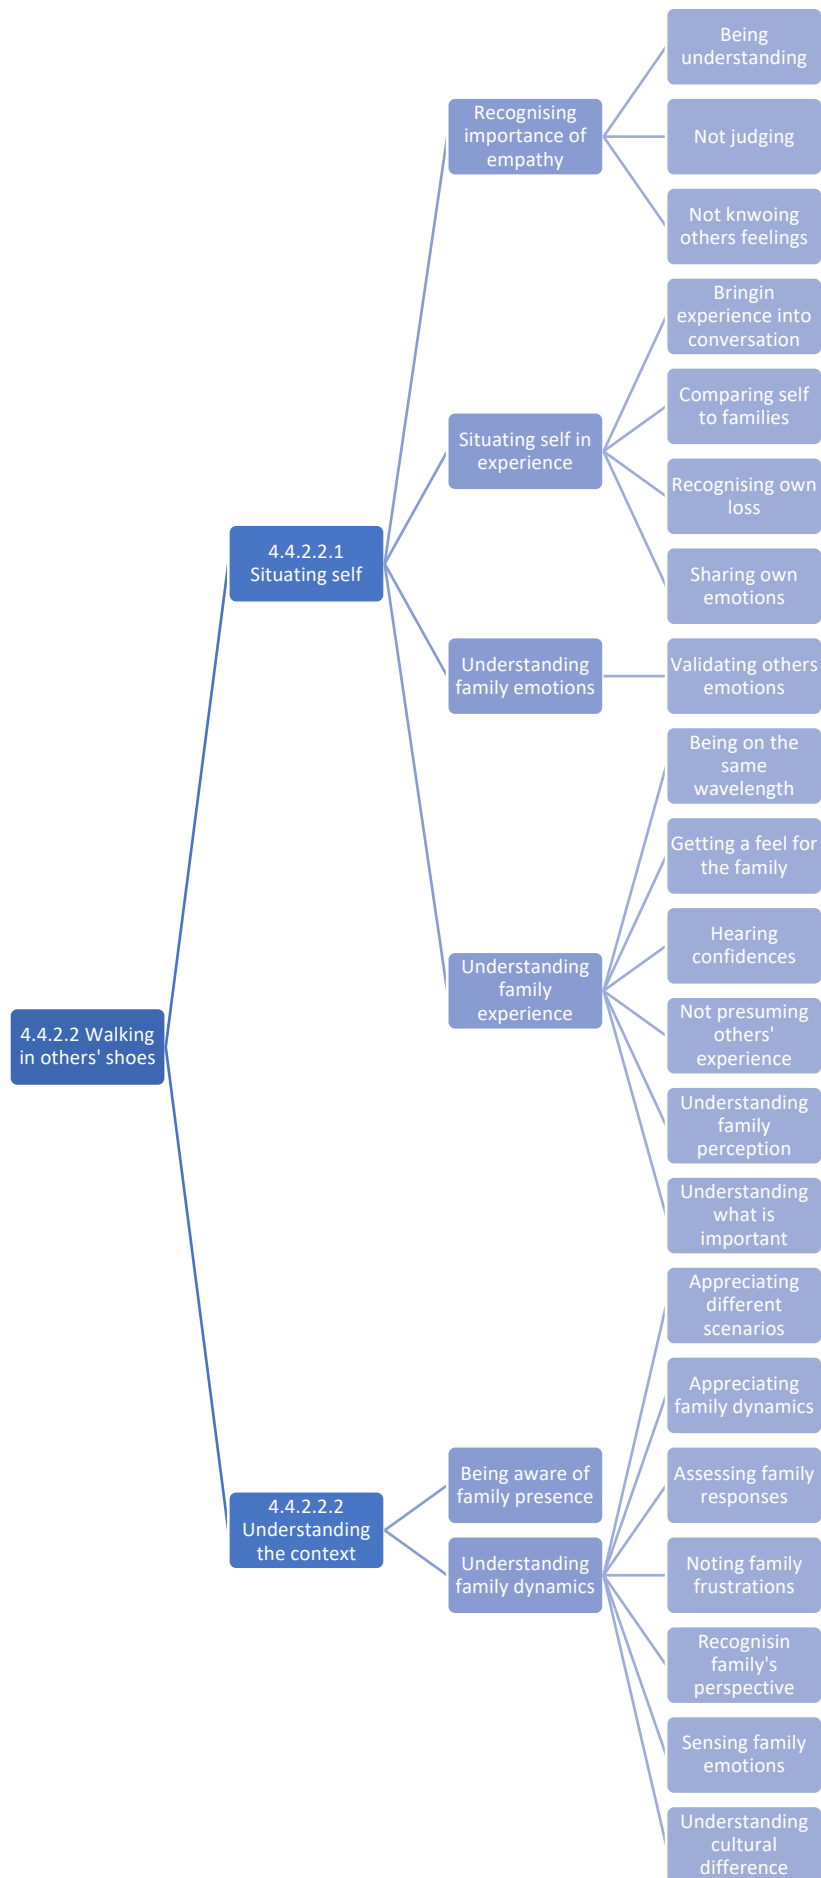 4.4.2.2 Walking
in others' shoes
4.4.2.2.1
Situating self
Recognising
importance of
empathy
Being
understanding
Not judging
Not knwoing
others feelings
Situating self in
experience
Bringin
experience into
conversation
Comparing self
to families
Recognising own
loss
Sharing own
emotions
Understanding
family emotions
Validating others
emotions
Understanding
family
experience
Being on the
same
wavelength
Getting a feel for
the family
Hearing
confidences
Not presuming
others'
experience
Understanding
family
perception
Understanding
what is
important
4.4.2.2.2
Understanding
the context
Being aware of
family presence
Understanding
family dynamics
Appreciating
different
scenarios
Appreciating
family dynamics
Assessing family
responses
Noting family
frustrations
Recognisin
family's
perspective
Sensing family
emotions
Understanding
cultural
difference